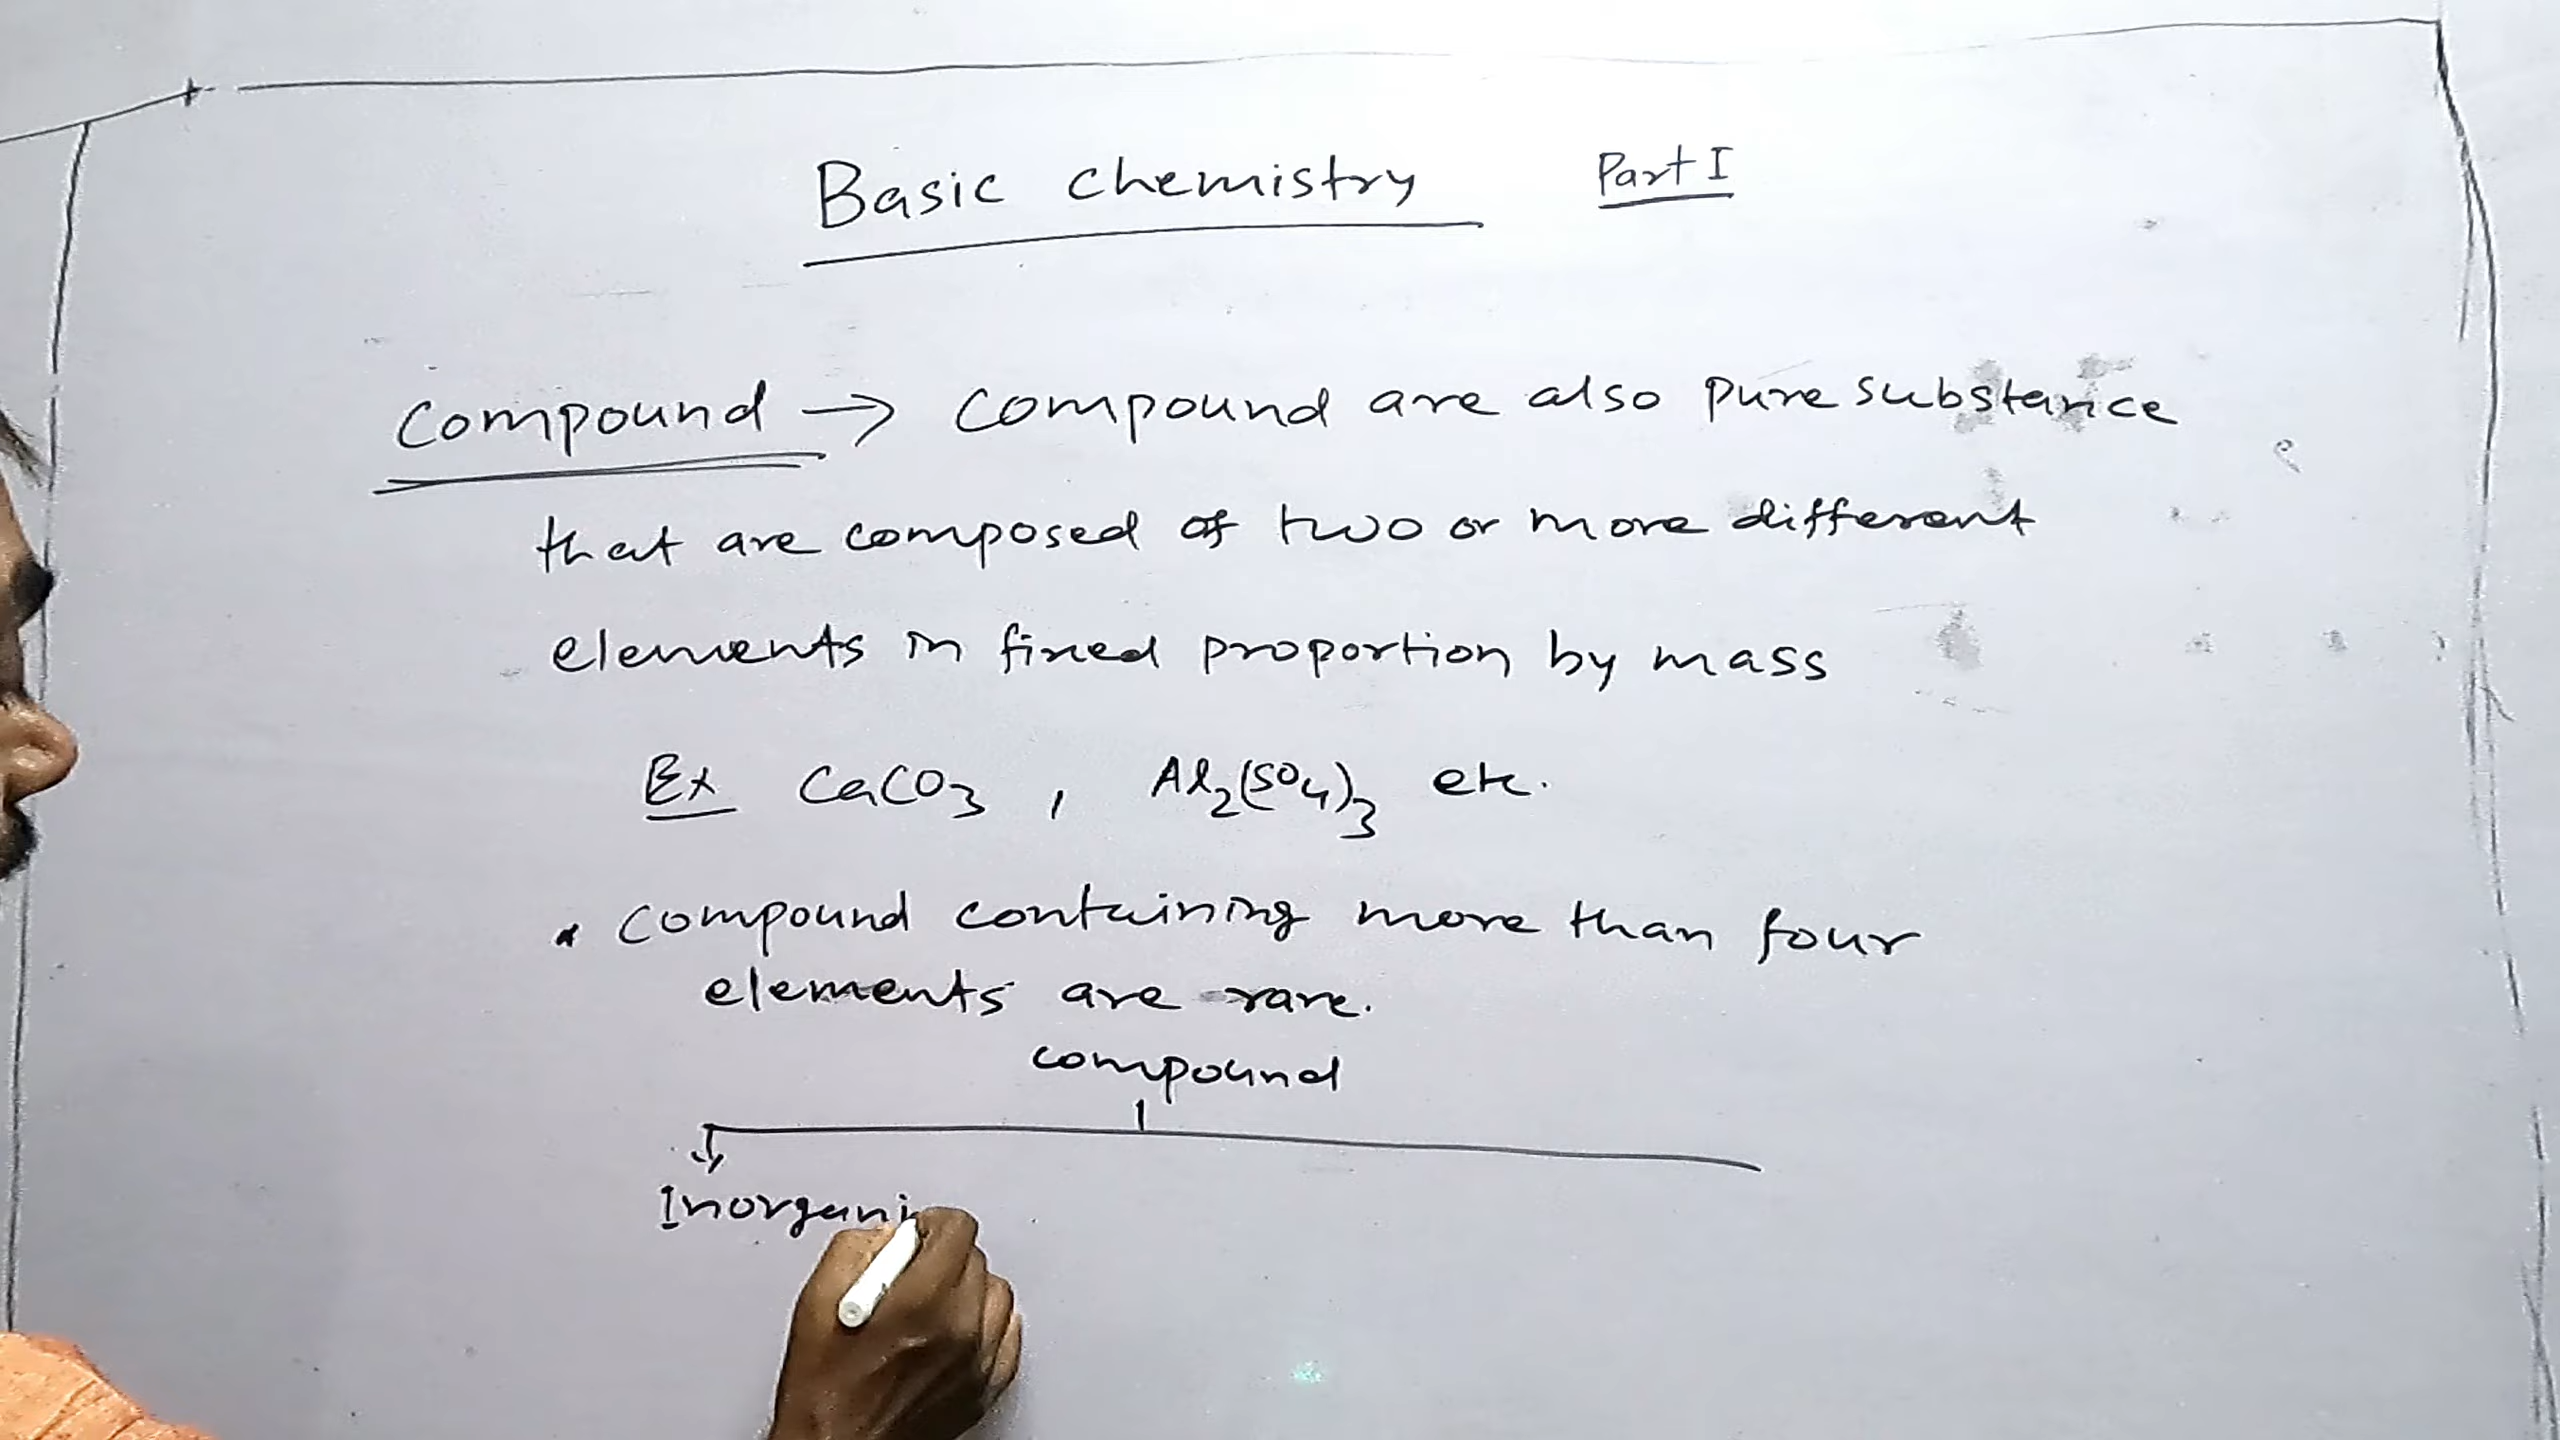 Basic chemistry Part I
compound → compound are also pure substance
that are composed of two or more different
elements in fixed proportion by mass
Ex CaCO3 , Al2(SO4)3 etc.
* compound containing more than four
elements are rare.
compound
Inorgani